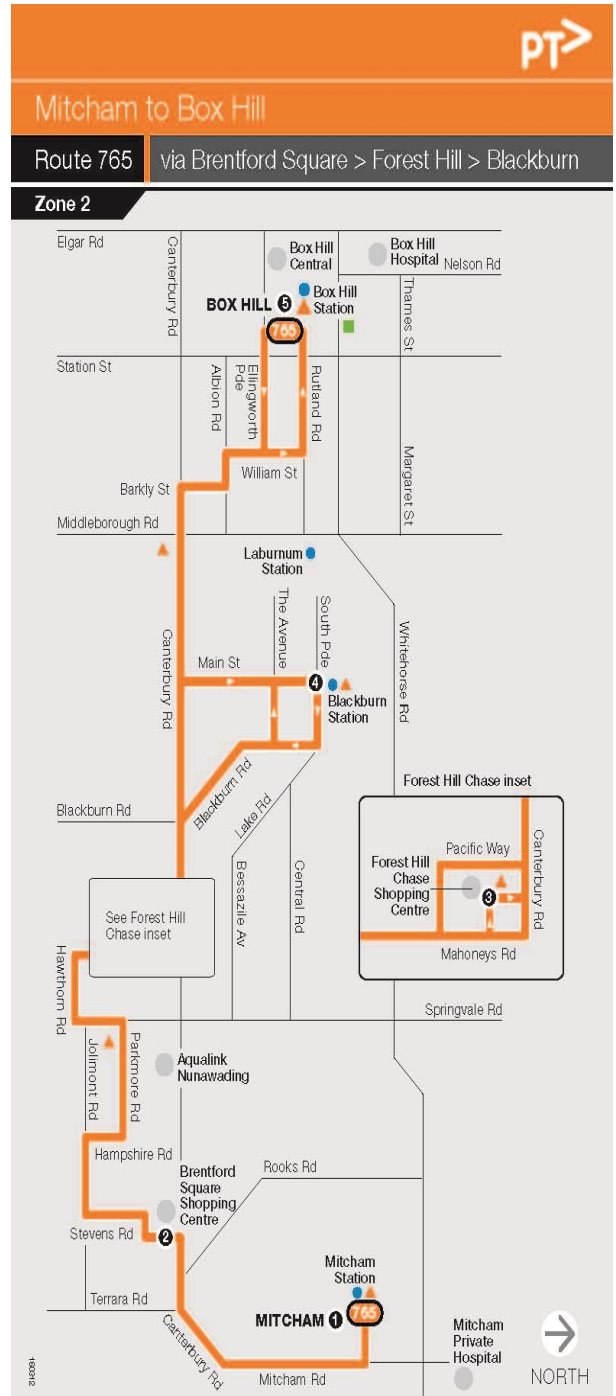 PT>
Mitcham to Box Hill
Route 765
via Brentford Square > Forest Hill > Blackburn
Zone 2
Elgar Rd
Canterbury Rd
Box Hill
Central
Box Hill
Hospital
Nelson Rd
BOX HILL 5
Box Hill
Station
765
Thames St
Station St
Albion Rd
Ellingworth
Pde
Rutland Rd
Margaret St
William St
Barkly St
Middleborough Rd
Laburnum
Station
Canterbury Rd
The Avenue
South Pde
Whitehorse Rd
Main St
4
Blackburn
Station
Blackburn Rd
Blackburn Rd
Lake Rd
Bessazile Av
Central Rd
Forest Hill Chase inset
Pacific Way
Canterbury Rd
Forest Hill
Chase
Shopping
Centre
3
Mahoneys Rd
See Forest Hill
Chase inset
Hawthorn Rd
Springvale Rd
Jolimont Rd
Parkmore Rd
Aqualink
Nunawading
Hampshire Rd
Brentford
Square
Shopping
Centre
Rooks Rd
Stevens Rd
2
Terrara Rd
Canterbury Rd
Mitcham
Station
MITCHAM 1
765
Mitcham Rd
Mitcham
Private
Hospital
NORTH
160912